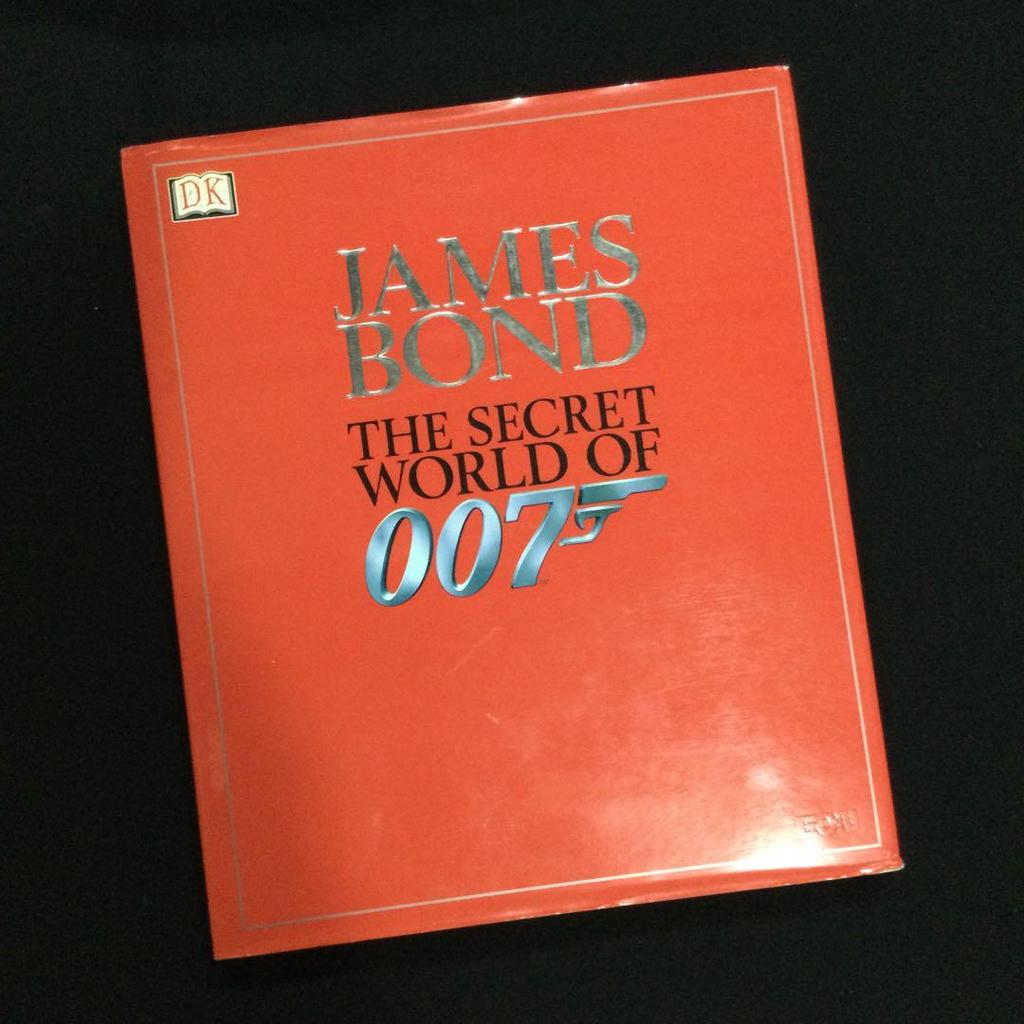 DK
JAMES
BOND
THE SECRET
WORLD OF
007